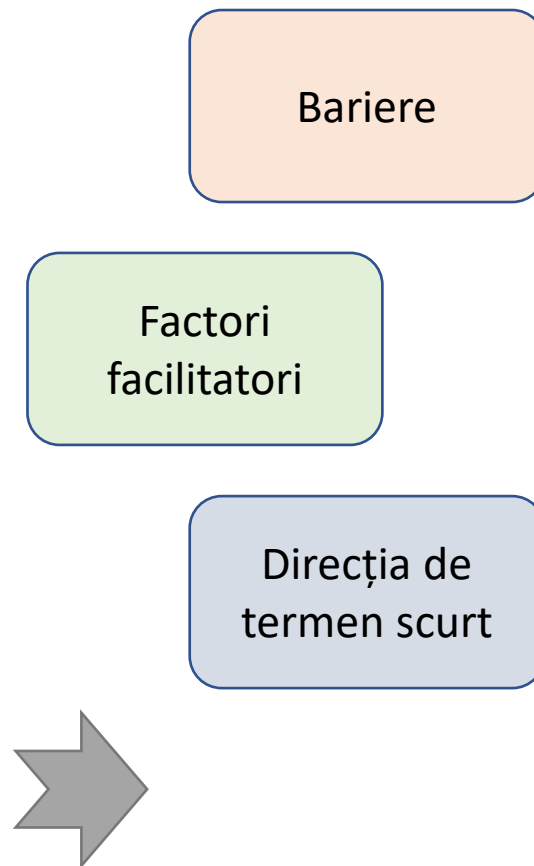 Bariere
Factori
facilitatori
Direcția de
termen scurt